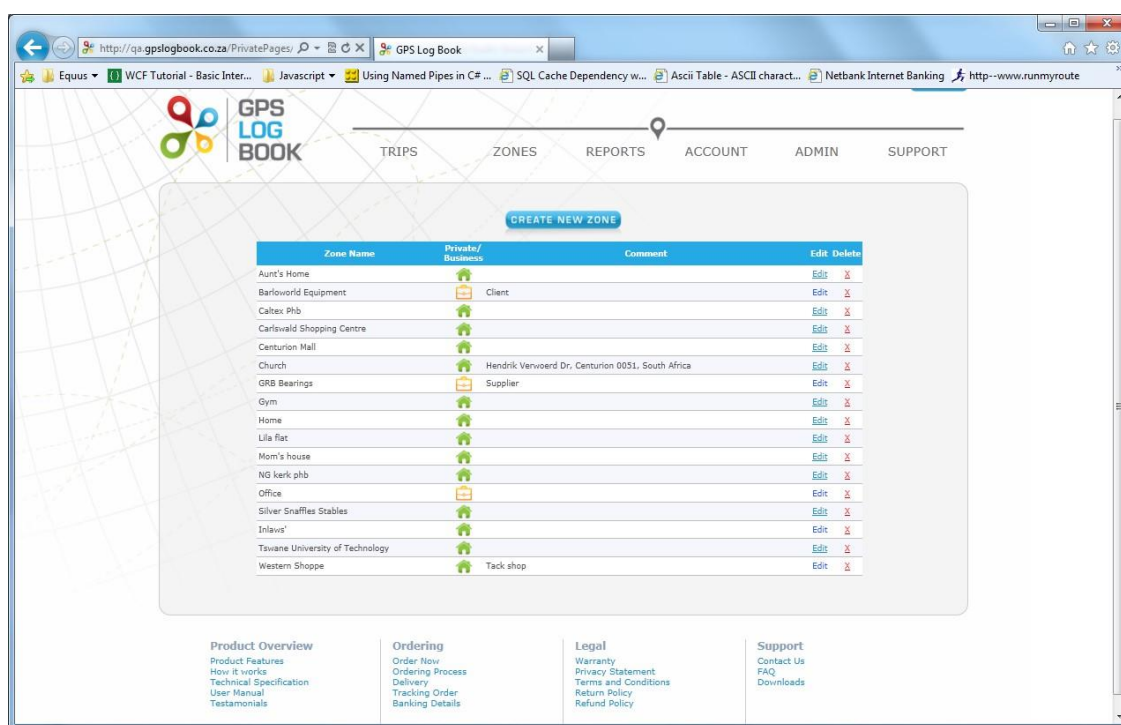 http://qa.gpslogbook.co.za/PrivatePages/
GPS Log Book
Equus
WCF Tutorial - Basic Inter...
Javascript
Using Named Pipes in C# ...
SQL Cache Dependency w...
Ascii Table - ASCII charact...
Netbank Internet Banking
http--www.runmyroute
GPS
LOG
BOOK
TRIPS ZONES REPORTS ACCOUNT ADMIN SUPPORT
CREATE NEW ZONE
Zone Name Private/ Business Comment Edit Delete
Aunt's Home Edit X
Barloworld Equipment Client Edit X
Caltex Phb Edit X
Carlswald Shopping Centre Edit X
Centurion Mall Edit X
Church Hendrik Verwoerd Dr, Centurion 0051, South Africa Edit X
GRB Bearings Supplier Edit X
Gym Edit X
Home Edit X
Lila flat Edit X
Mom's house Edit X
NG kerk phb Edit X
Office Edit X
Silver Snaffles Stables Edit X
Inlaws' Edit X
Tswane University of Technology Edit X
Western Shoppe Tack shop Edit X
Product Overview
Product Features
How it works
Technical Specification
User Manual
Testamonials
Ordering
Order Now
Ordering Process
Delivery
Tracking Order
Banking Details
Legal
Warranty
Privacy Statement
Terms and Conditions
Return Policy
Refund Policy
Support
Contact Us
FAQ
Downloads